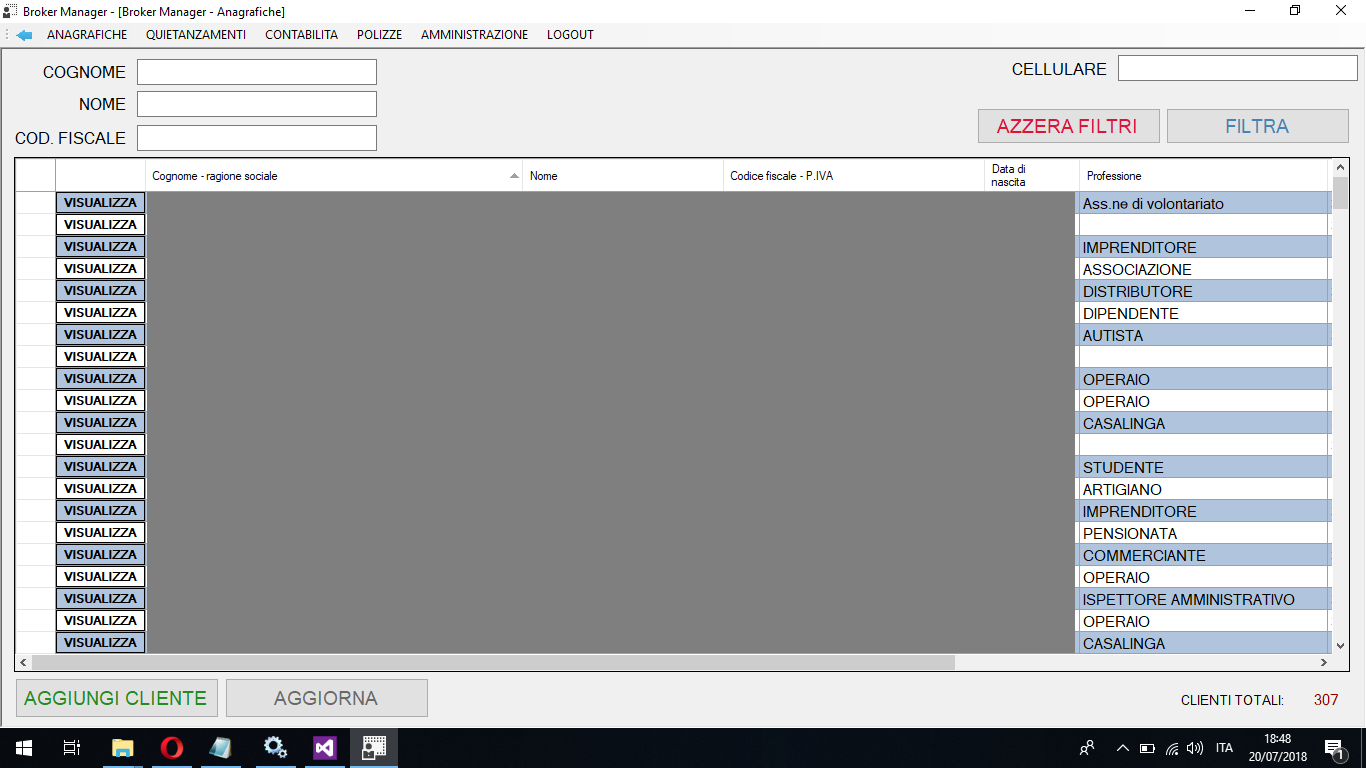 Broker Manager - [Broker Manager - Anagrafiche]
ANAGRAFICHE QUIETANZAMENTI CONTABILITA POLIZZE AMMINISTRAZIONE LOGOUT
COGNOME
CELLULARE
NOME
AZZERA FILTRI FILTRA
COD. FISCALE
Cognome - ragione sociale Nome Codice fiscale - P.IVA Data di nascita Professione
VISUALIZZA Ass.ne di volontariato
VISUALIZZA
VISUALIZZA IMPRENDITORE
VISUALIZZA ASSOCIAZIONE
VISUALIZZA DISTRIBUTORE
VISUALIZZA DIPENDENTE
VISUALIZZA AUTISTA
VISUALIZZA
VISUALIZZA OPERAIO
VISUALIZZA OPERAIO
VISUALIZZA CASALINGA
VISUALIZZA
VISUALIZZA STUDENTE
VISUALIZZA ARTIGIANO
VISUALIZZA IMPRENDITORE
VISUALIZZA PENSIONATA
VISUALIZZA COMMERCIANTE
VISUALIZZA OPERAIO
VISUALIZZA ISPETTORE AMMINISTRATIVO
VISUALIZZA OPERAIO
VISUALIZZA CASALINGA
AGGIUNGI CLIENTE AGGIORNA CLIENTI TOTALI: 307
ITA 18:48
20/07/2018 1